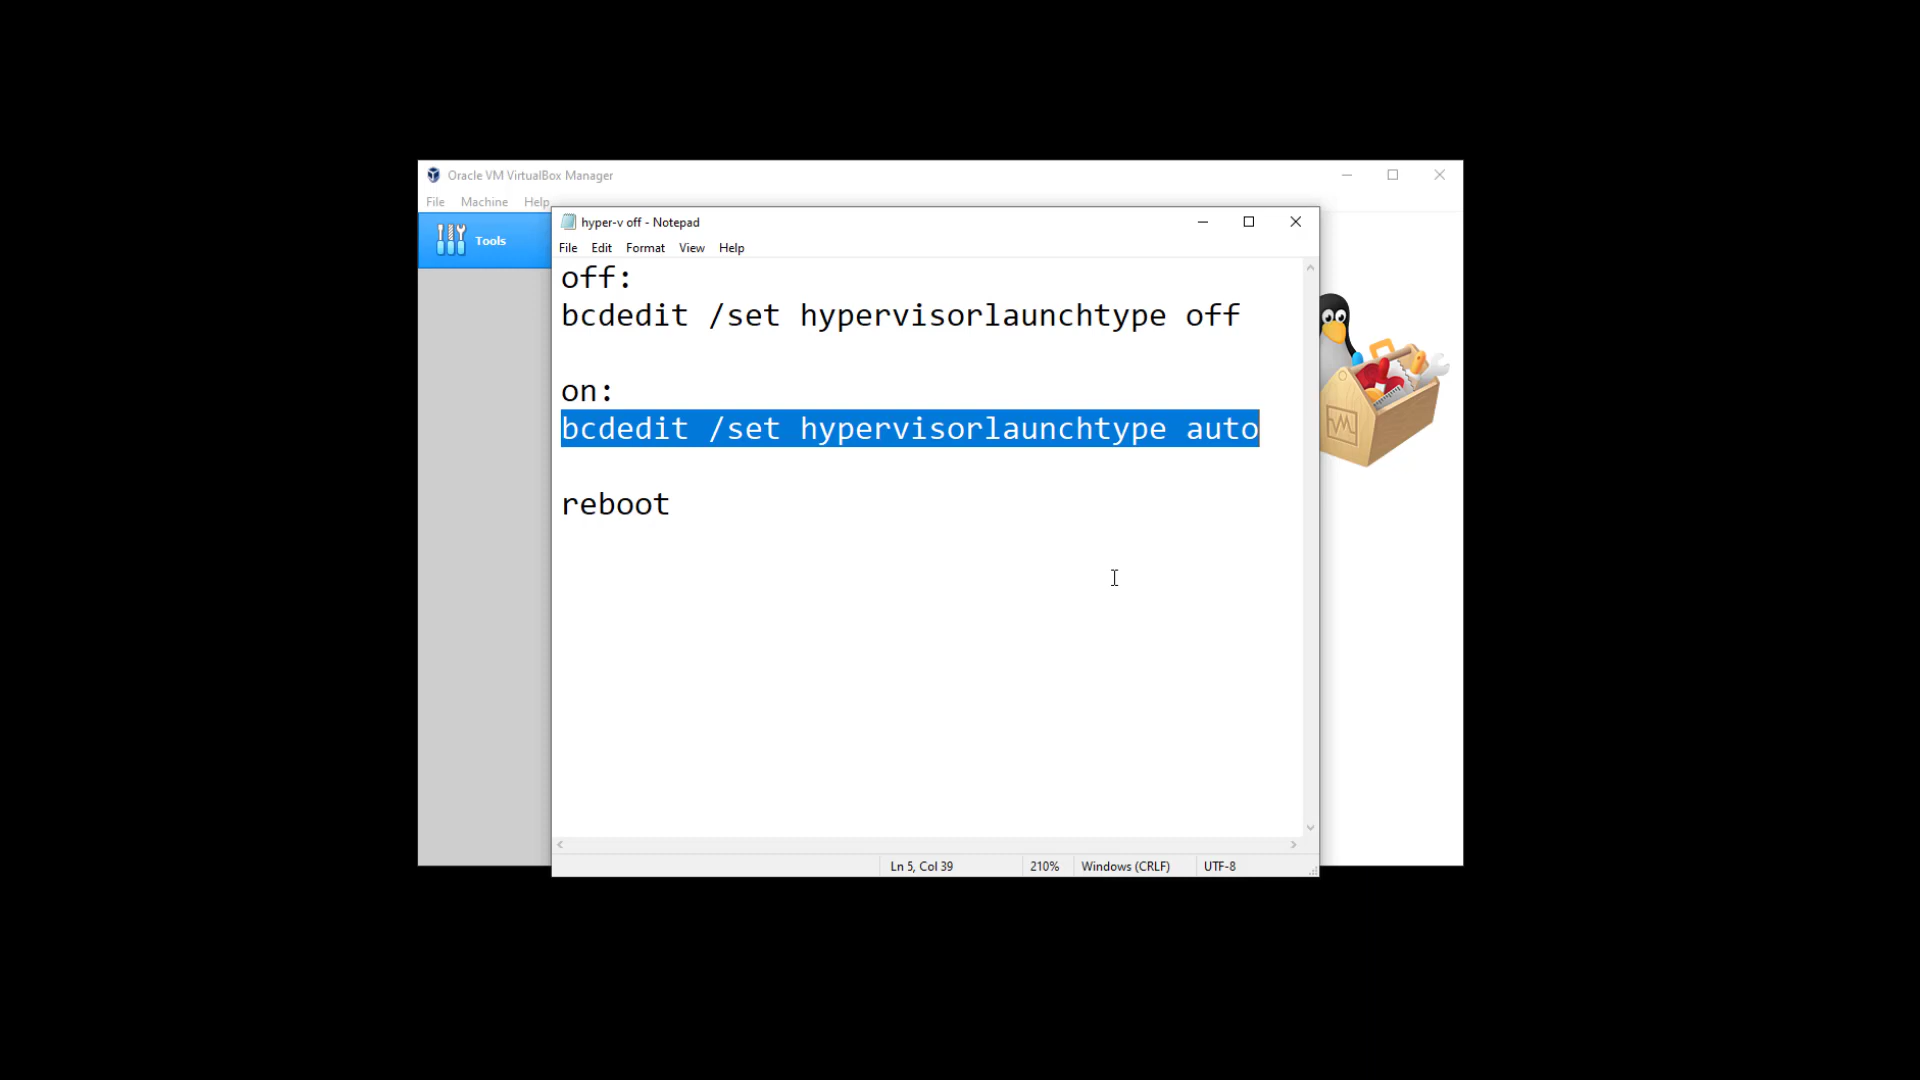 Oracle VM VirtualBox Manager
File Machine Help
Tools
hyper-v off - Notepad
File Edit Format View Help
off:
bcdedit /set hypervisorlaunchtype off
on:
bcdedit /set hypervisorlaunchtype auto
reboot
Ln 5, Col 39 210% Windows (CRLF) UTF-8